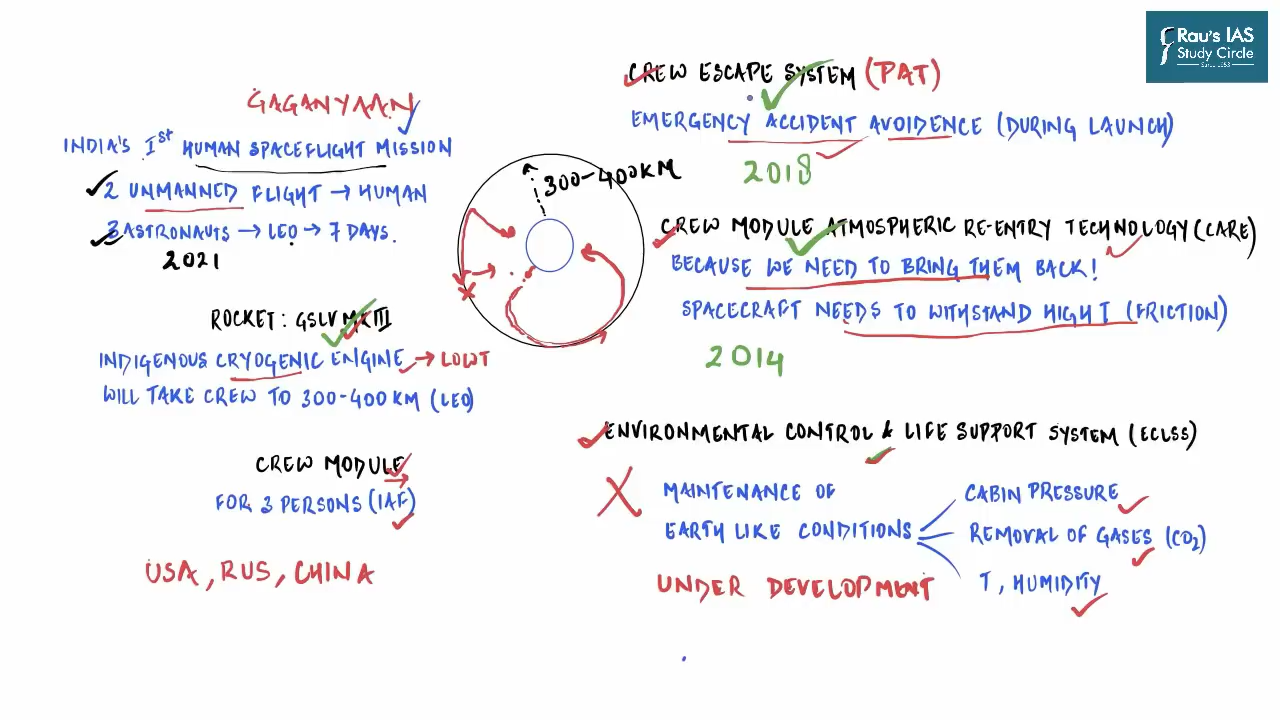 Rau's IAS
Study Circle
GAGANYAAN
INDIA'S Ist HUMAN SPACEFLIGHT MISSION
2 UNMANNED FLIGHT → HUMAN
3 ASTRONAUTS → LEO → 7 DAYS.
2021
ROCKET: GSLV MKIII
INDIGENOUS CRYOGENIC ENGINE → LOWT
WILL TAKE CREW TO 300-400 KM (LEO)
CREW MODULE
FOR 3 PERSONS (IAF)
USA, RUS, CHINA
300-400KM
CREW ESCAPE SYSTEM (PAT)
EMERGENCY ACCIDENT AVOIDENCE (DURING LAUNCH)
2018
CREW MODULE ATMOSPHERIC RE-ENTRY TECHNOLOGY (CARE)
BECAUSE WE NEED TO BRING THEM BACK!
SPACECRAFT NEEDS TO WITHSTAND HIGH T (FRICTION)
2014
ENVIRONMENTAL CONTROL & LIFE SUPPORT SYSTEM (ECLSS)
X
MAINTENANCE OF
EARTH LIKE CONDITIONS
CABIN PRESSURE
REMOVAL OF GASES (CO2)
T, HUMIDITY
UNDER DEVELOPMENT